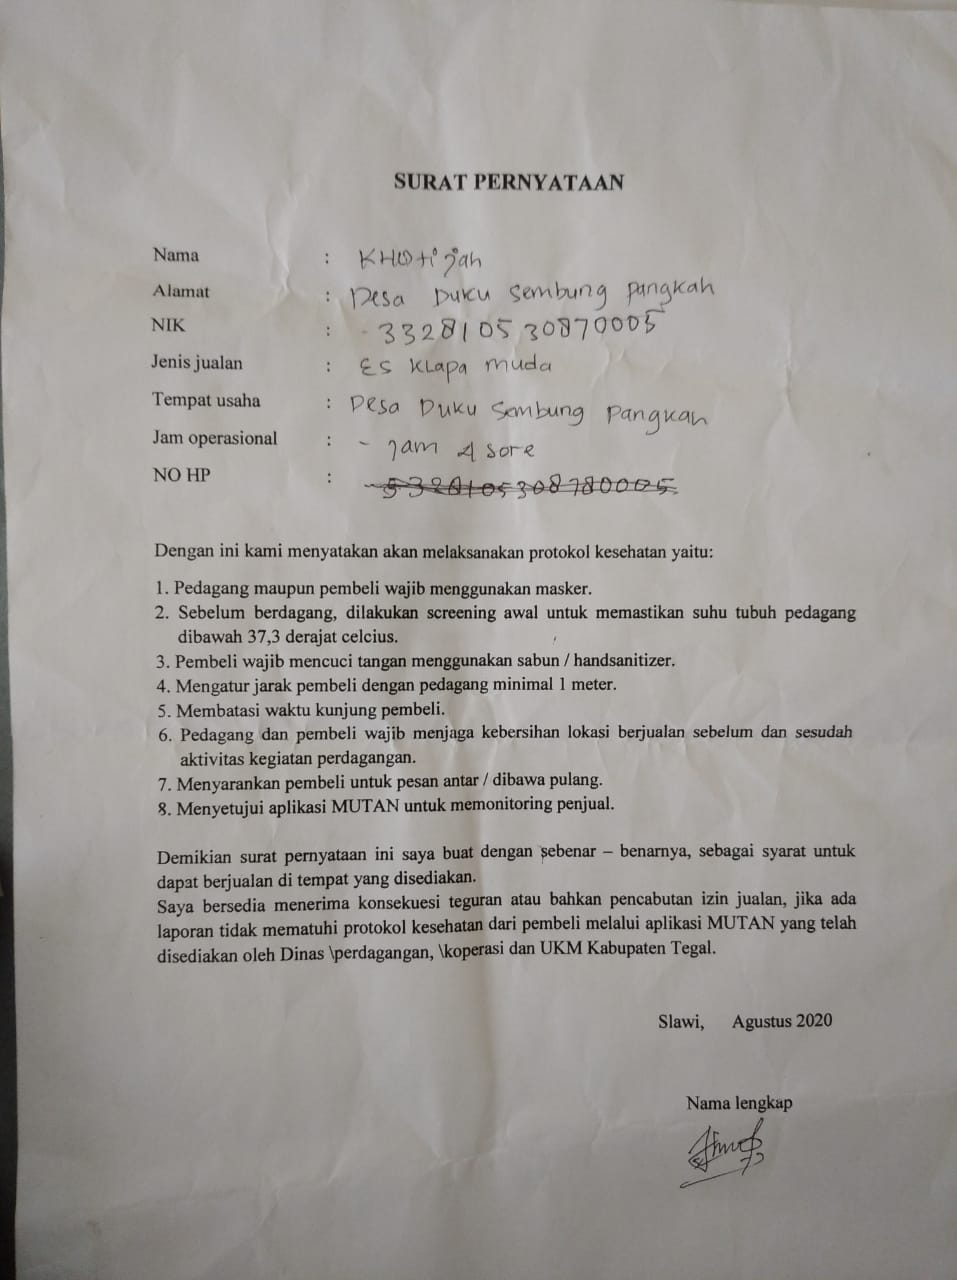 SURAT PERNYATAAN
Nama : KHOtijah
Alamat : Desa Duku sembung pangkah
NIK : - 332810530870005
Jenis jualan : ES KLapa muda
Tempat usaha : Desa Duku Sembung Pangkah
Jam operasional : - jam 4 sore
NO HP :
Dengan ini kami menyatakan akan melaksanakan protokol kesehatan yaitu:
1. Pedagang maupun pembeli wajib menggunakan masker.
2. Sebelum berdagang, dilakukan screening awal untuk memastikan suhu tubuh pedagang
dibawah 37,3 derajat celcius.
3. Pembeli wajib mencuci tangan menggunakan sabun / handsanitizer.
4. Mengatur jarak pembeli dengan pedagang minimal 1 meter.
5. Membatasi waktu kunjung pembeli.
6. Pedagang dan pembeli wajib menjaga kebersihan lokasi berjualan sebelum dan sesudah
aktivitas kegiatan perdagangan.
7. Menyarankan pembeli untuk pesan antar / dibawa pulang.
8. Menyetujui aplikasi MUTAN untuk memonitoring penjual.
Demikian surat pernyataan ini saya buat dengan sebenar – benarnya, sebagai syarat untuk
dapat berjualan di tempat yang disediakan.
Saya bersedia menerima konsekuesi teguran atau bahkan pencabutan izin jualan, jika ada
laporan tidak mematuhi protokol kesehatan dari pembeli melalui aplikasi MUTAN yang telah
disediakan oleh Dinas \perdagangan, \koperasi dan UKM Kabupaten Tegal.
Slawi, Agustus 2020
Nama lengkap